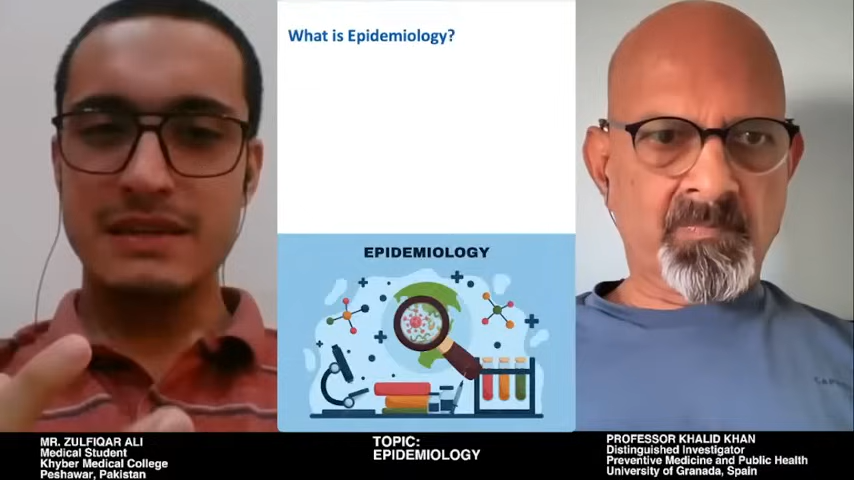 What is Epidemiology?
EPIDEMIOLOGY
MR. ZULFIQAR ALI
Medical Student
Khyber Medical College
Peshawar, Pakistan
TOPIC:
EPIDEMIOLOGY
PROFESSOR KHALID KHAN
Distinguished Investigator
Preventive Medicine and Public Health
University of Granada, Spain